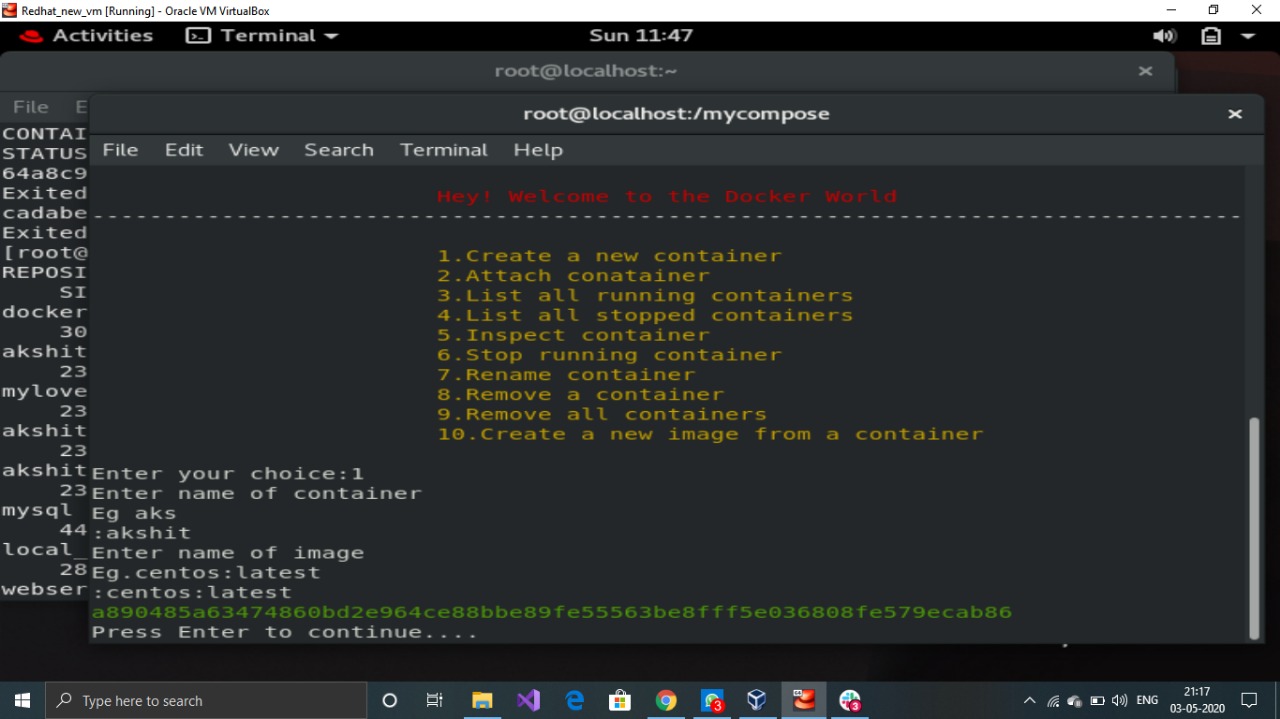 Redhat_new_vm [Running] - Oracle VM VirtualBox
Activities Terminal Sun 11:47
root@localhost:~
File E
root@localhost:/mycompose
File Edit View Search Terminal Help
CONTAI
STATUS
64a8c9
Exited
cadabe
Exited
[root@
REPOSI
SI
docker
30
akshit
23
mylove
23
akshit
23
akshit
23
mysql
44
local_
28
webser
Hey! Welcome to the Docker World
--------------------------------------------------------------------------------
1.Create a new container
2.Attach conatainer
3.List all running containers
4.List all stopped containers
5.Inspect container
6.Stop running container
7.Rename container
8.Remove a container
9.Remove all containers
10.Create a new image from a container
Enter your choice:1
Enter name of container
Eg aks
:akshit
Enter name of image
Eg.centos:latest
:centos:latest
a890485a63474860bd2e964ce88bbe89fe55563be8fff5e036808fe579ecab86
Press Enter to continue....
Type here to search
3
3
ENG
21:17
03-05-2020